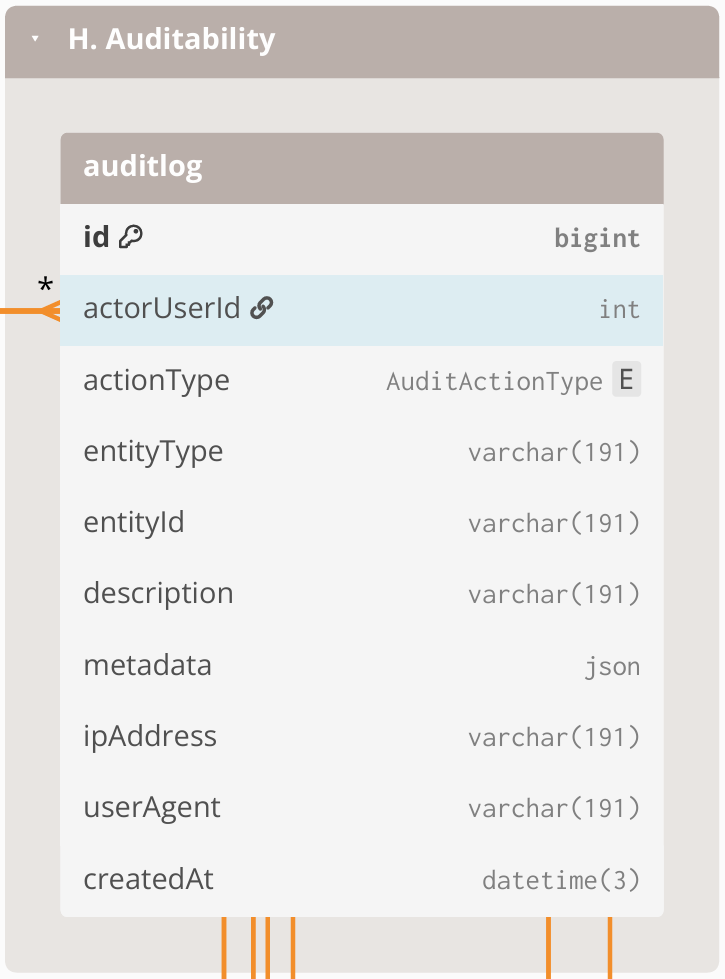 H. Auditability
auditlog
id bigint
*
actorUserId int
actionType AuditActionType E
entityType varchar(191)
entityId varchar(191)
description varchar(191)
metadata json
ipAddress varchar(191)
userAgent varchar(191)
createdAt datetime(3)